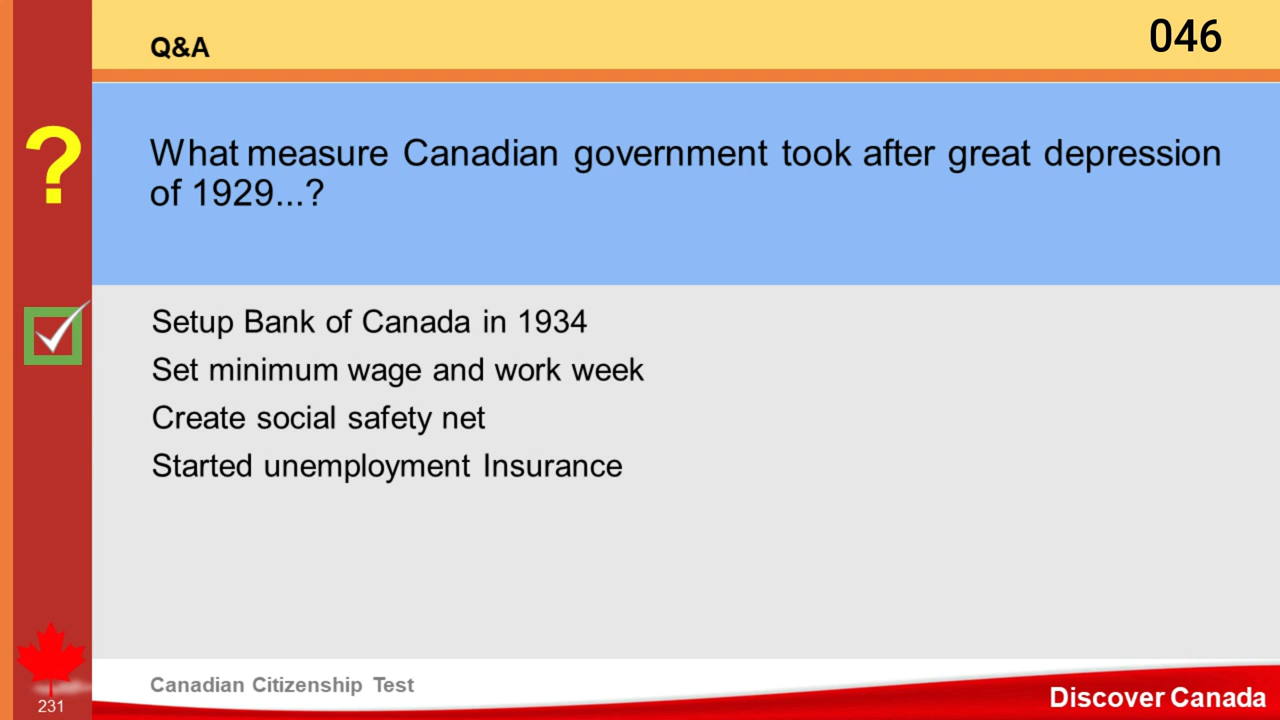 Q&A
046
?
What measure Canadian government took after great depression
of 1929...?
Setup Bank of Canada in 1934
Set minimum wage and work week
Create social safety net
Started unemployment Insurance
Canadian Citizenship Test
231
Discover Canada